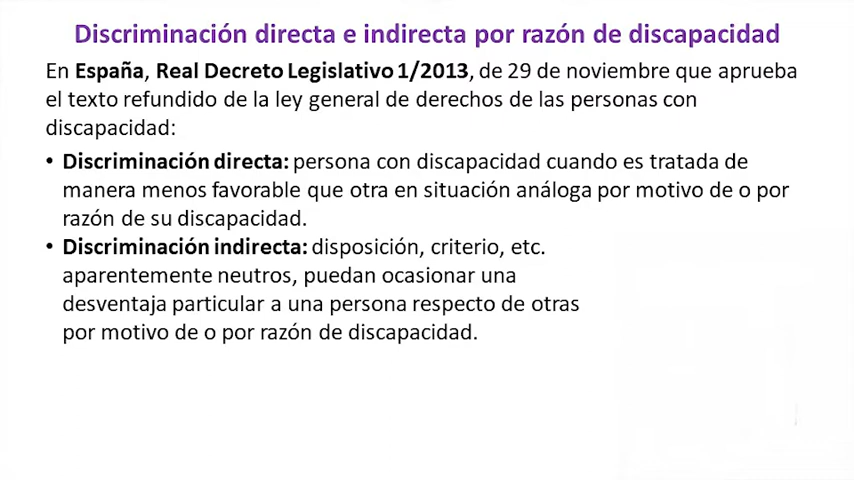 Discriminación directa e indirecta por razón de discapacidad
En España, Real Decreto Legislativo 1/2013, de 29 de noviembre que aprueba
el texto refundido de la ley general de derechos de las personas con
discapacidad:
• Discriminación directa: persona con discapacidad cuando es tratada de
manera menos favorable que otra en situación análoga por motivo de o por
razón de su discapacidad.
• Discriminación indirecta: disposición, criterio, etc.
aparentemente neutros, puedan ocasionar una
desventaja particular a una persona respecto de otras
por motivo de o por razón de discapacidad.